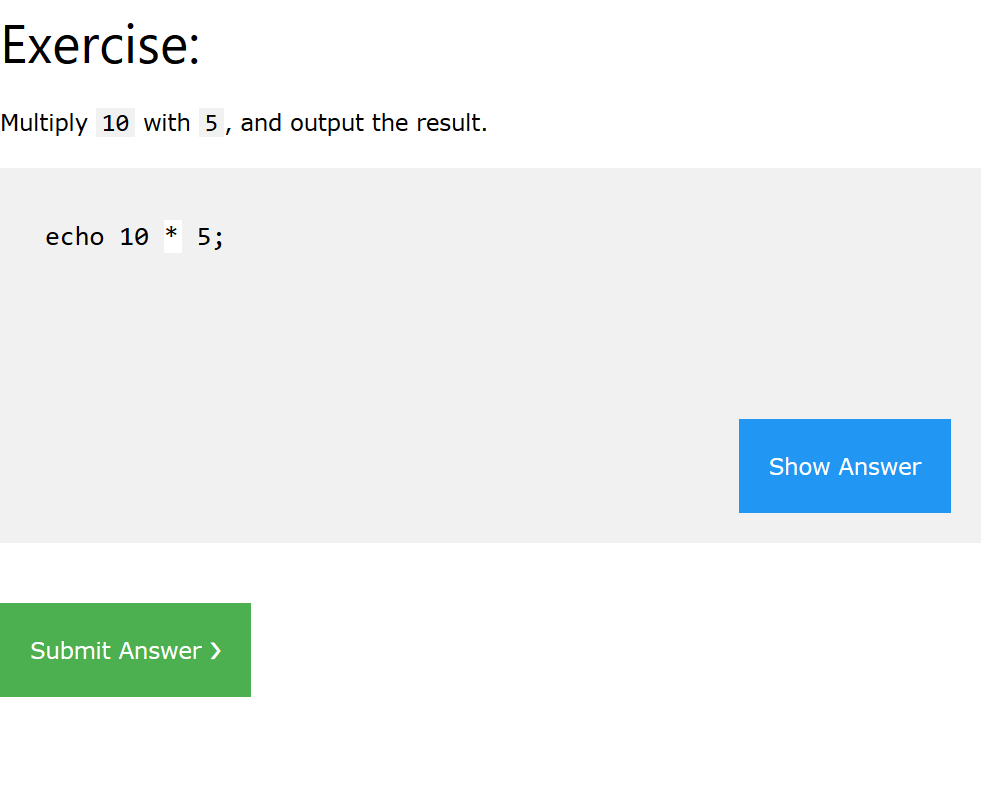 Exercise:
Multiply 10 with 5, and output the result.
echo 10 * 5;
Show Answer
Submit Answer ❯